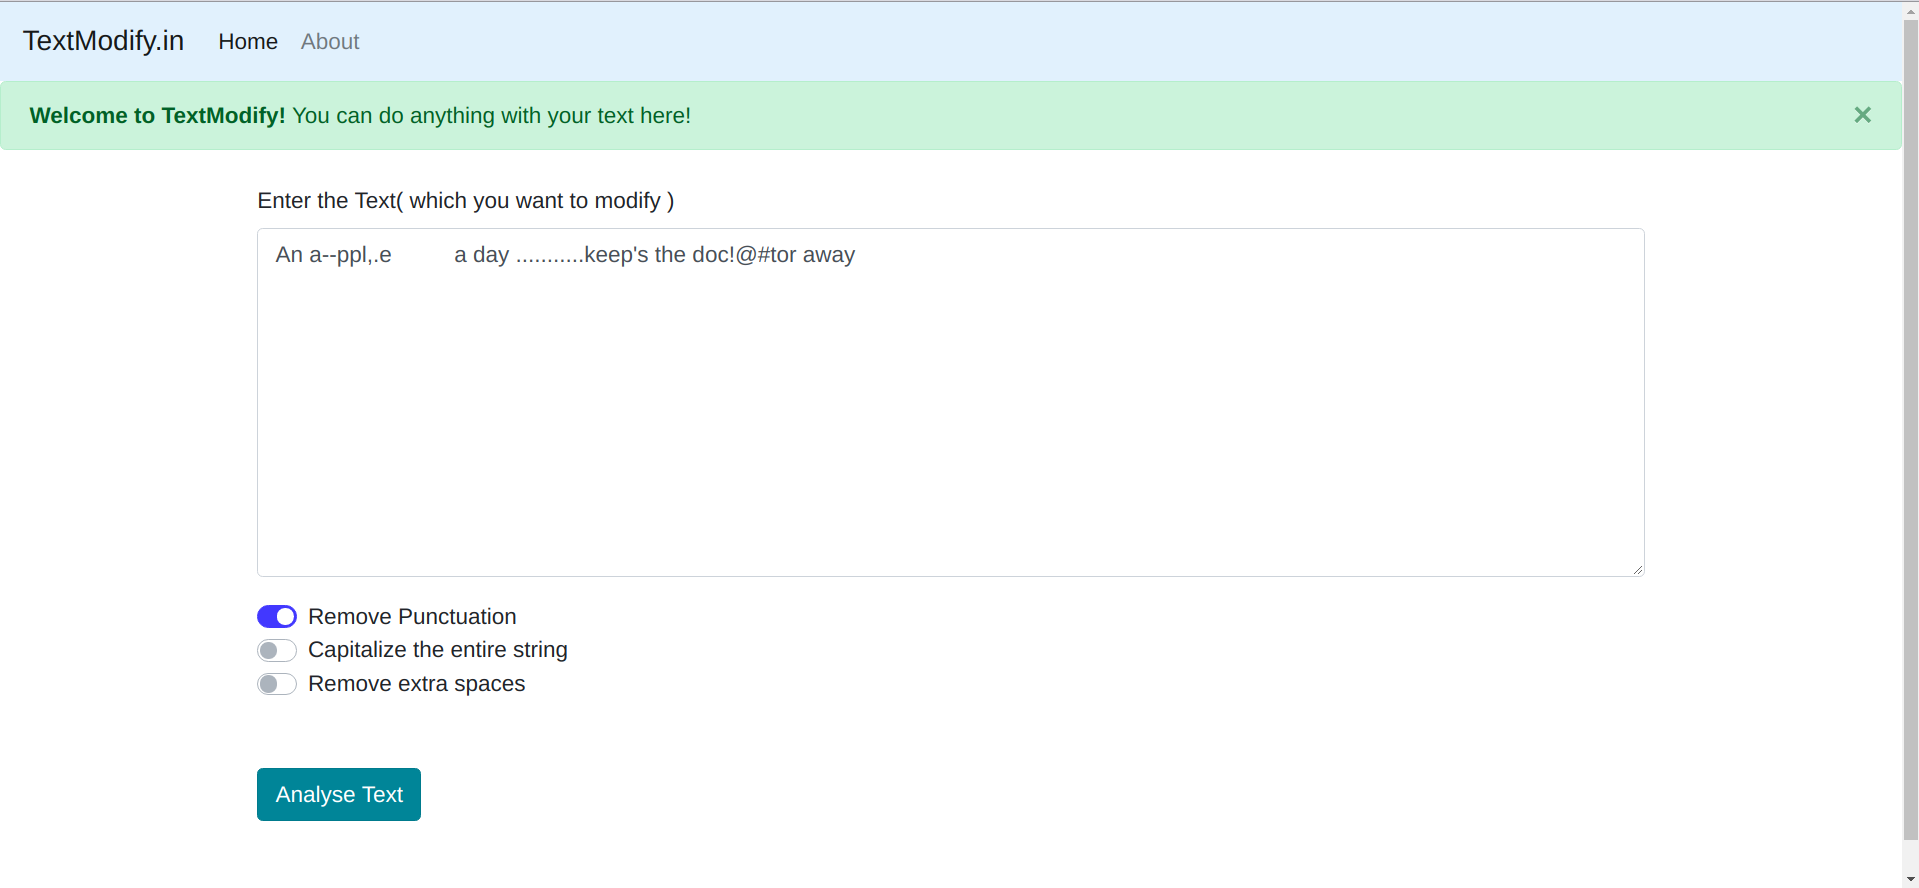 TextModify.in Home About
Welcome to TextModify! You can do anything with your text here!
Enter the Text( which you want to modify )
An a--ppl,.e          a day ...........keep's the doc!@#tor away
Remove Punctuation
Capitalize the entire string
Remove extra spaces
Analyse Text